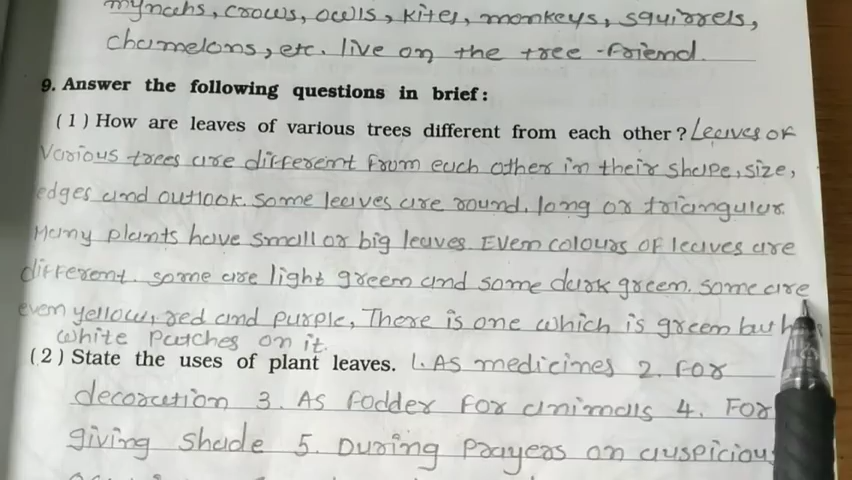 mynahs, crows, owls, kites, monkeys, squirrels,
chamelons, etc. live on the tree-friend.
9. Answer the following questions in brief:
(1) How are leaves of various trees different from each other? Leaves of
Various trees are different from each other in their shape, size,
edges and outlook. some leaves are round, long or triangular.
Many plants have small or big leaves Even colours of leaves are
different. some are light green and some dark green. some are
even yellow, red and purple, There is one which is green but
white patches on it.
(2) State the uses of plant leaves. 1. As medicines 2. For
decoration 3. As fodder for animals 4. For
giving shade 5. During prayers on auspicious